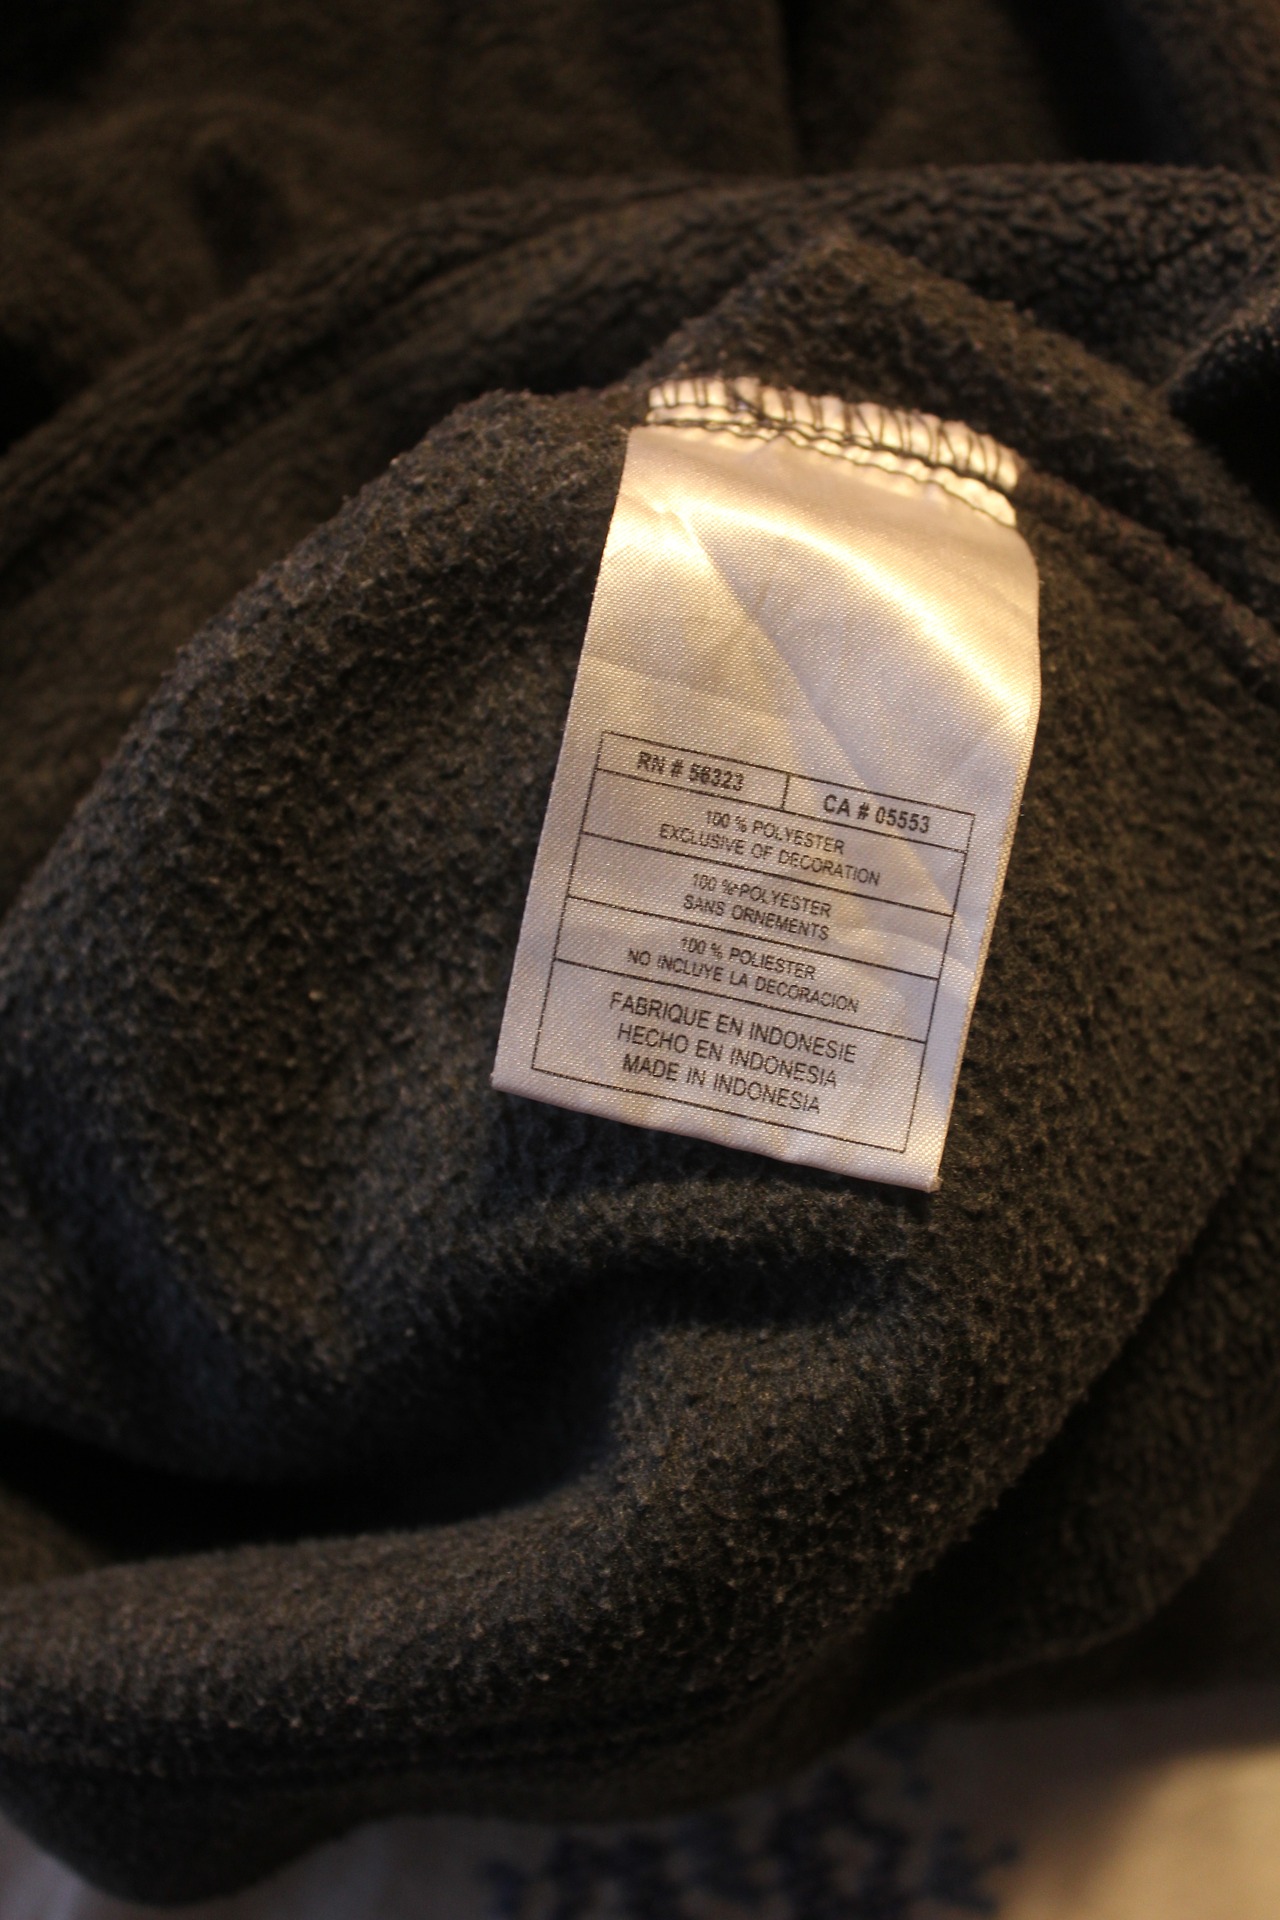 RN # 56323 CA # 05553
100 % POLYESTER
EXCLUSIVE OF DECORATION
100 % POLYESTER
SANS ORNEMENTS
100 % POLIESTER
NO INCLUYE LA DECORACION
FABRIQUE EN INDONESIE
HECHO EN INDONESIA
MADE IN INDONESIA